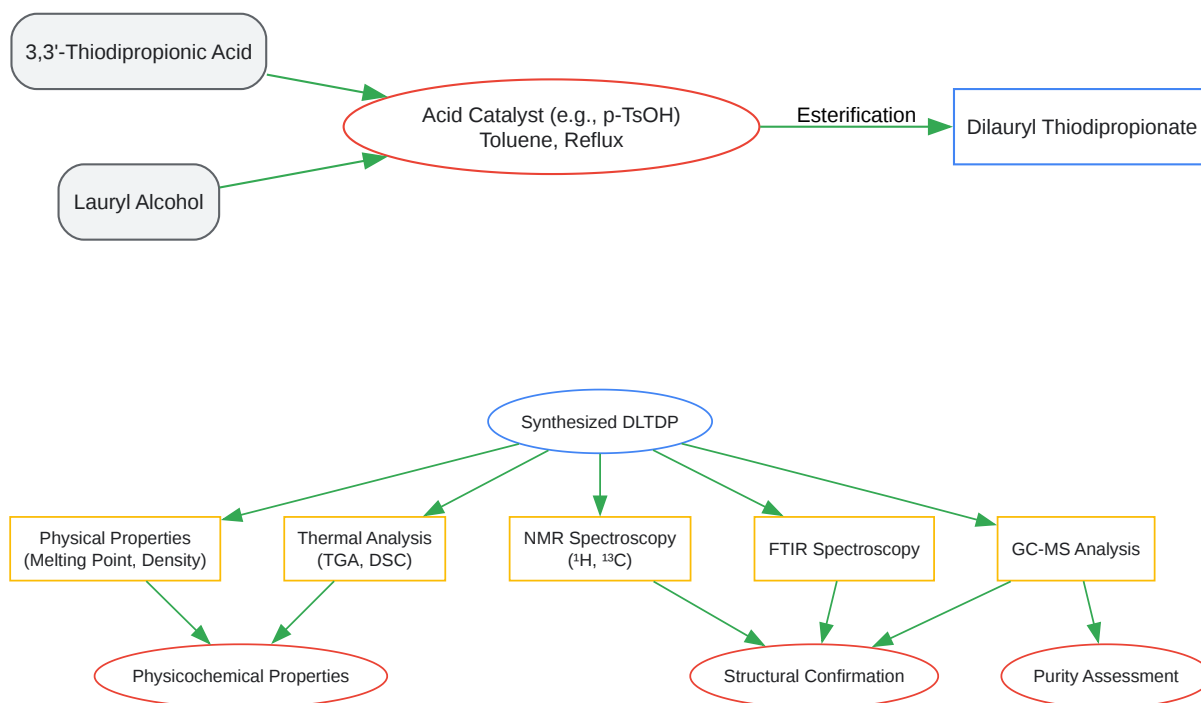 3,3'-Thiodipropionic Acid
Acid Catalyst (e.g., p-TsOH)
Toluene, Reflux
Esterification
Dilauryl Thiodipropionate
Lauryl Alcohol
Synthesized DLTDP
Physical Properties
(Melting Point, Density)
Thermal Analysis
(TGA, DSC)
NMR Spectroscopy
(¹H, ¹³C)
FTIR Spectroscopy
GC-MS Analysis
Physicochemical Properties
Structural Confirmation
Purity Assessment